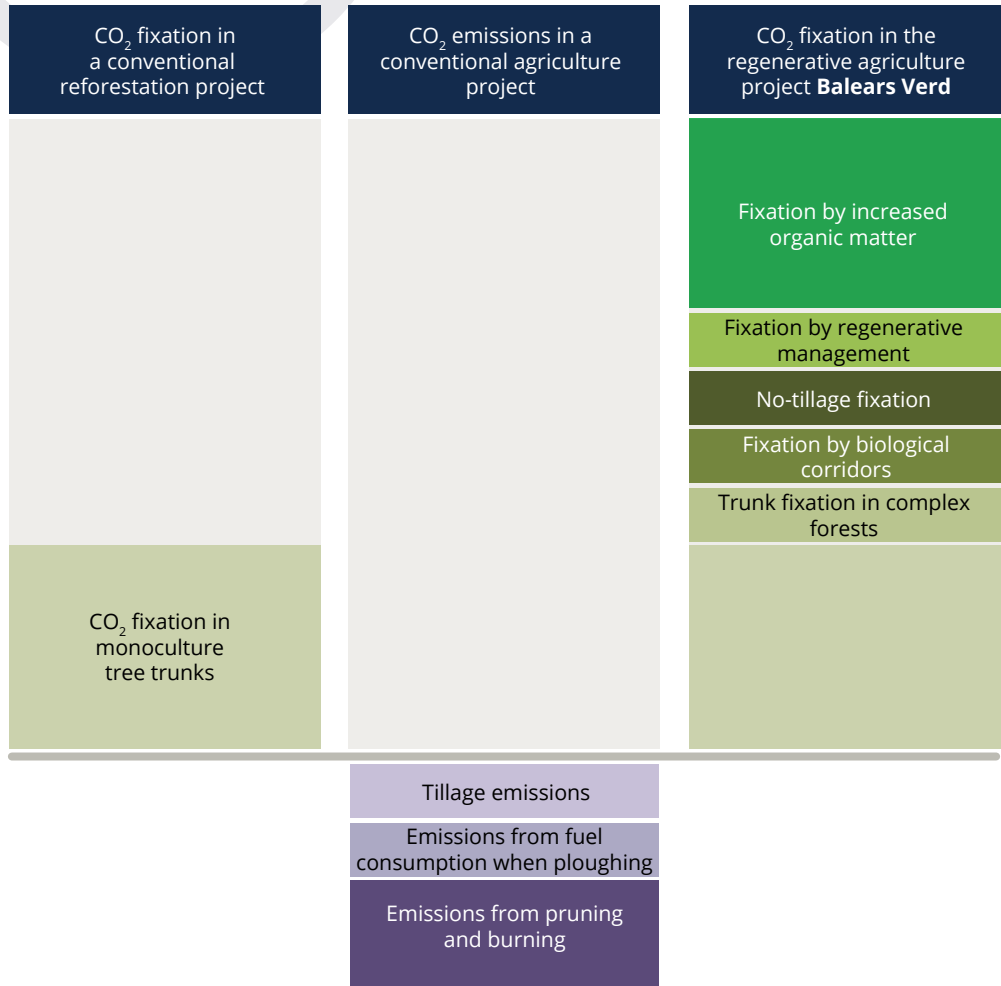 CO₂ fixation in
a conventional
reforestation project
CO₂ emissions in a
conventional agriculture
project
CO₂ fixation in the
regenerative agriculture
project Balears Verd
Fixation by increased
organic matter
Fixation by regenerative
management
No-tillage fixation
Fixation by biological
corridors
Trunk fixation in complex
forests
CO₂ fixation in
monoculture
tree trunks
Tillage emissions
Emissions from fuel
consumption when ploughing
Emissions from pruning
and burning